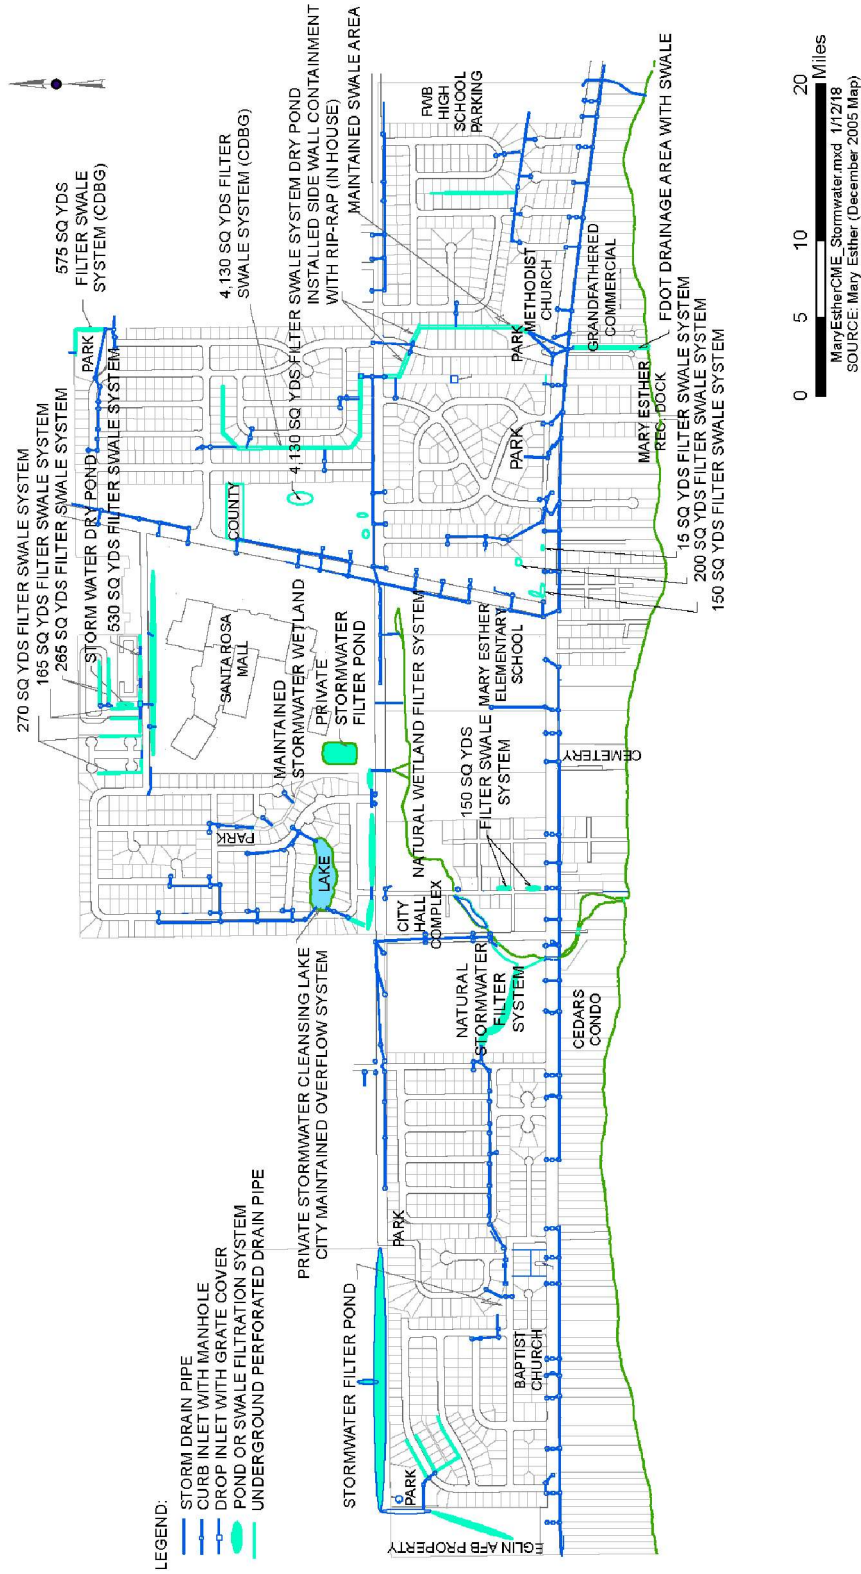 LEGEND:
STORM DRAIN PIPE
CURB INLET WITH MANHOLE
DROP INLET WITH GRATE COVER
POND OR SWALE FILTRATION SYSTEM
UNDERGROUND PERFORATED DRAIN PIPE
STORMWATER FILTER POND
PRIVATE STORMWATER CLEANSING LAKE
CITY MAINTAINED OVERFLOW SYSTEM
270 SQ YDS FILTER SWALE SYSTEM
165 SQ YDS FILTER SWALE SYSTEM
265 SQ YDS FILTER SWALE SYSTEM
STORM WATER DRY POND
530 SQ YDS FILTER SWALE SYSTEM
575 SQ YDS
FILTER SWALE
SYSTEM (CDBG)
PARK
4,130 SQ YDS FILTER
SWALE SYSTEM (CDBG)
4,130 SQ YDS FILTER SWALE SYSTEM DRY POND
INSTALLED SIDE WALL CONTAINMENT
WITH RIP-RAP (IN HOUSE)
MAINTAINED SWALE AREA
COUNTY
SANTA ROSA
MALL
MAINTAINED
STORMWATER WETLAND
PRIVATE
STORMWATER
FILTER POND
PARK
LAKE
FWB
HIGH
SCHOOL
PARKING
EGLIN AFB PROPERTY
PARK
PARK
BAPTIST
CHURCH
NATURAL
STORMWATER
FILTER
SYSTEM
CITY
HALL
COMPLEX
NATURAL WETLAND FILTER SYSTEM
150 SQ YDS
FILTER SWALE
SYSTEM
MARY ESTHER
ELEMENTARY
SCHOOL
PARK
PARK
METHODIST
CHURCH
GRANDFATHERED
COMMERCIAL
CEDARS
CONDO
CEMETERY
MARY ESTHER
REC. DOCK
FDOT DRAINAGE AREA WITH SWALE
15 SQ YDS FILTER SWALE SYSTEM
200 SQ YDS FILTER SWALE SYSTEM
150 SQ YDS FILTER SWALE SYSTEM
0 5 10 20
Miles
MaryEstherCME_Stormwater.mxd 1/12/18
SOURCE: Mary Esther (December 2005 Map)